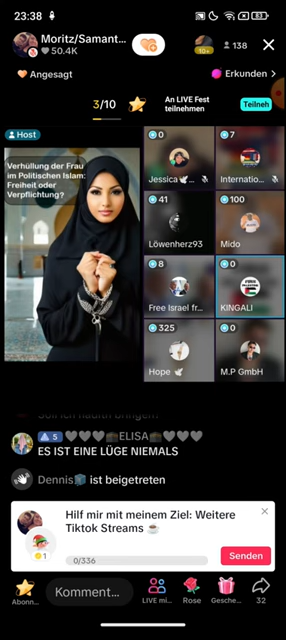 23:38
83
Moritz/Samant...
50.4K
10+
138
Angesagt
Erkunden >
3/10
An LIVE Fest
teilnehmen
Teilneh
Host
Verhüllung der Frau
im Politischen Islam:
Freiheit oder
Verpflichtung?
0
Jessica
7
Internatio...
41
Löwenherz93
100
Mido
8
Free Israel fr...
0
KINGALI
325
Hope
0
M.P GmbH
5 ELISA
ES IST EINE LÜGE NIEMALS
Dennis ist beigetreten
Hilf mir mit meinem Ziel: Weitere
Tiktok Streams
1
0/336
Senden
Komment...
Abonn...
LIVE mi...
Rose
Gesche...
32